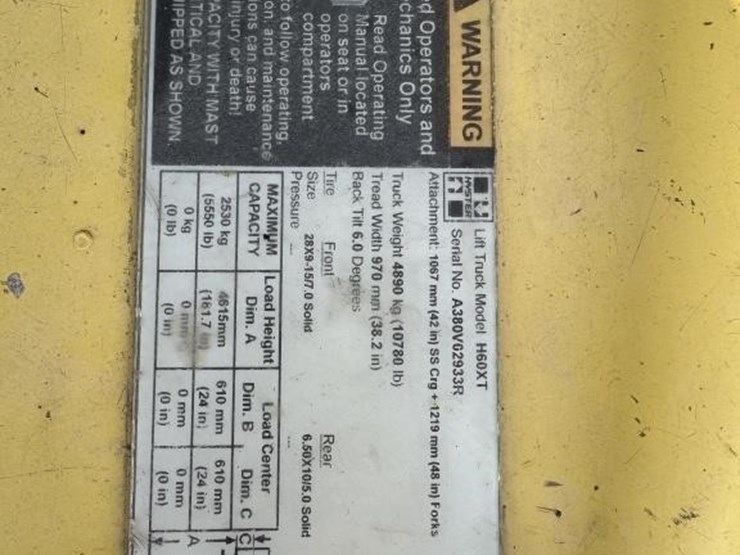 WARNING
d Operators and
chanics Only
Read Operating
Manual located
on seat or in
operators
compartment
to follow operating,
on, and maintenance
ons can cause
injury or death!
PACITY WITH MAST
TICAL AND
IPPED AS SHOWN.
HYSTER
Lift Truck Model H60XT
Serial No. A380V62933R
Attachment: 1067 mm (42 in) SS Crg + 1219 mm (48 in) Forks
Truck Weight 4890 kg (10780 lb)
Tread Width 970 mm (38.2 in)
Back Tilt 6.0 Degrees
Tire Front Rear
Size 28X9-15/7.0 Solid 6.50X10/5.0 Solid
Pressure --- ---
MAXIMUM CAPACITY Load Height Dim. A Load Center Dim. B Dim. C
2530 kg 4615mm 610 mm 610 mm
(5550 lb) (181.7 in) (24 in) (24 in)
0 kg 0 mm 0 mm 0 mm
(0 lb) (0 in) (0 in) (0 in)
C
A